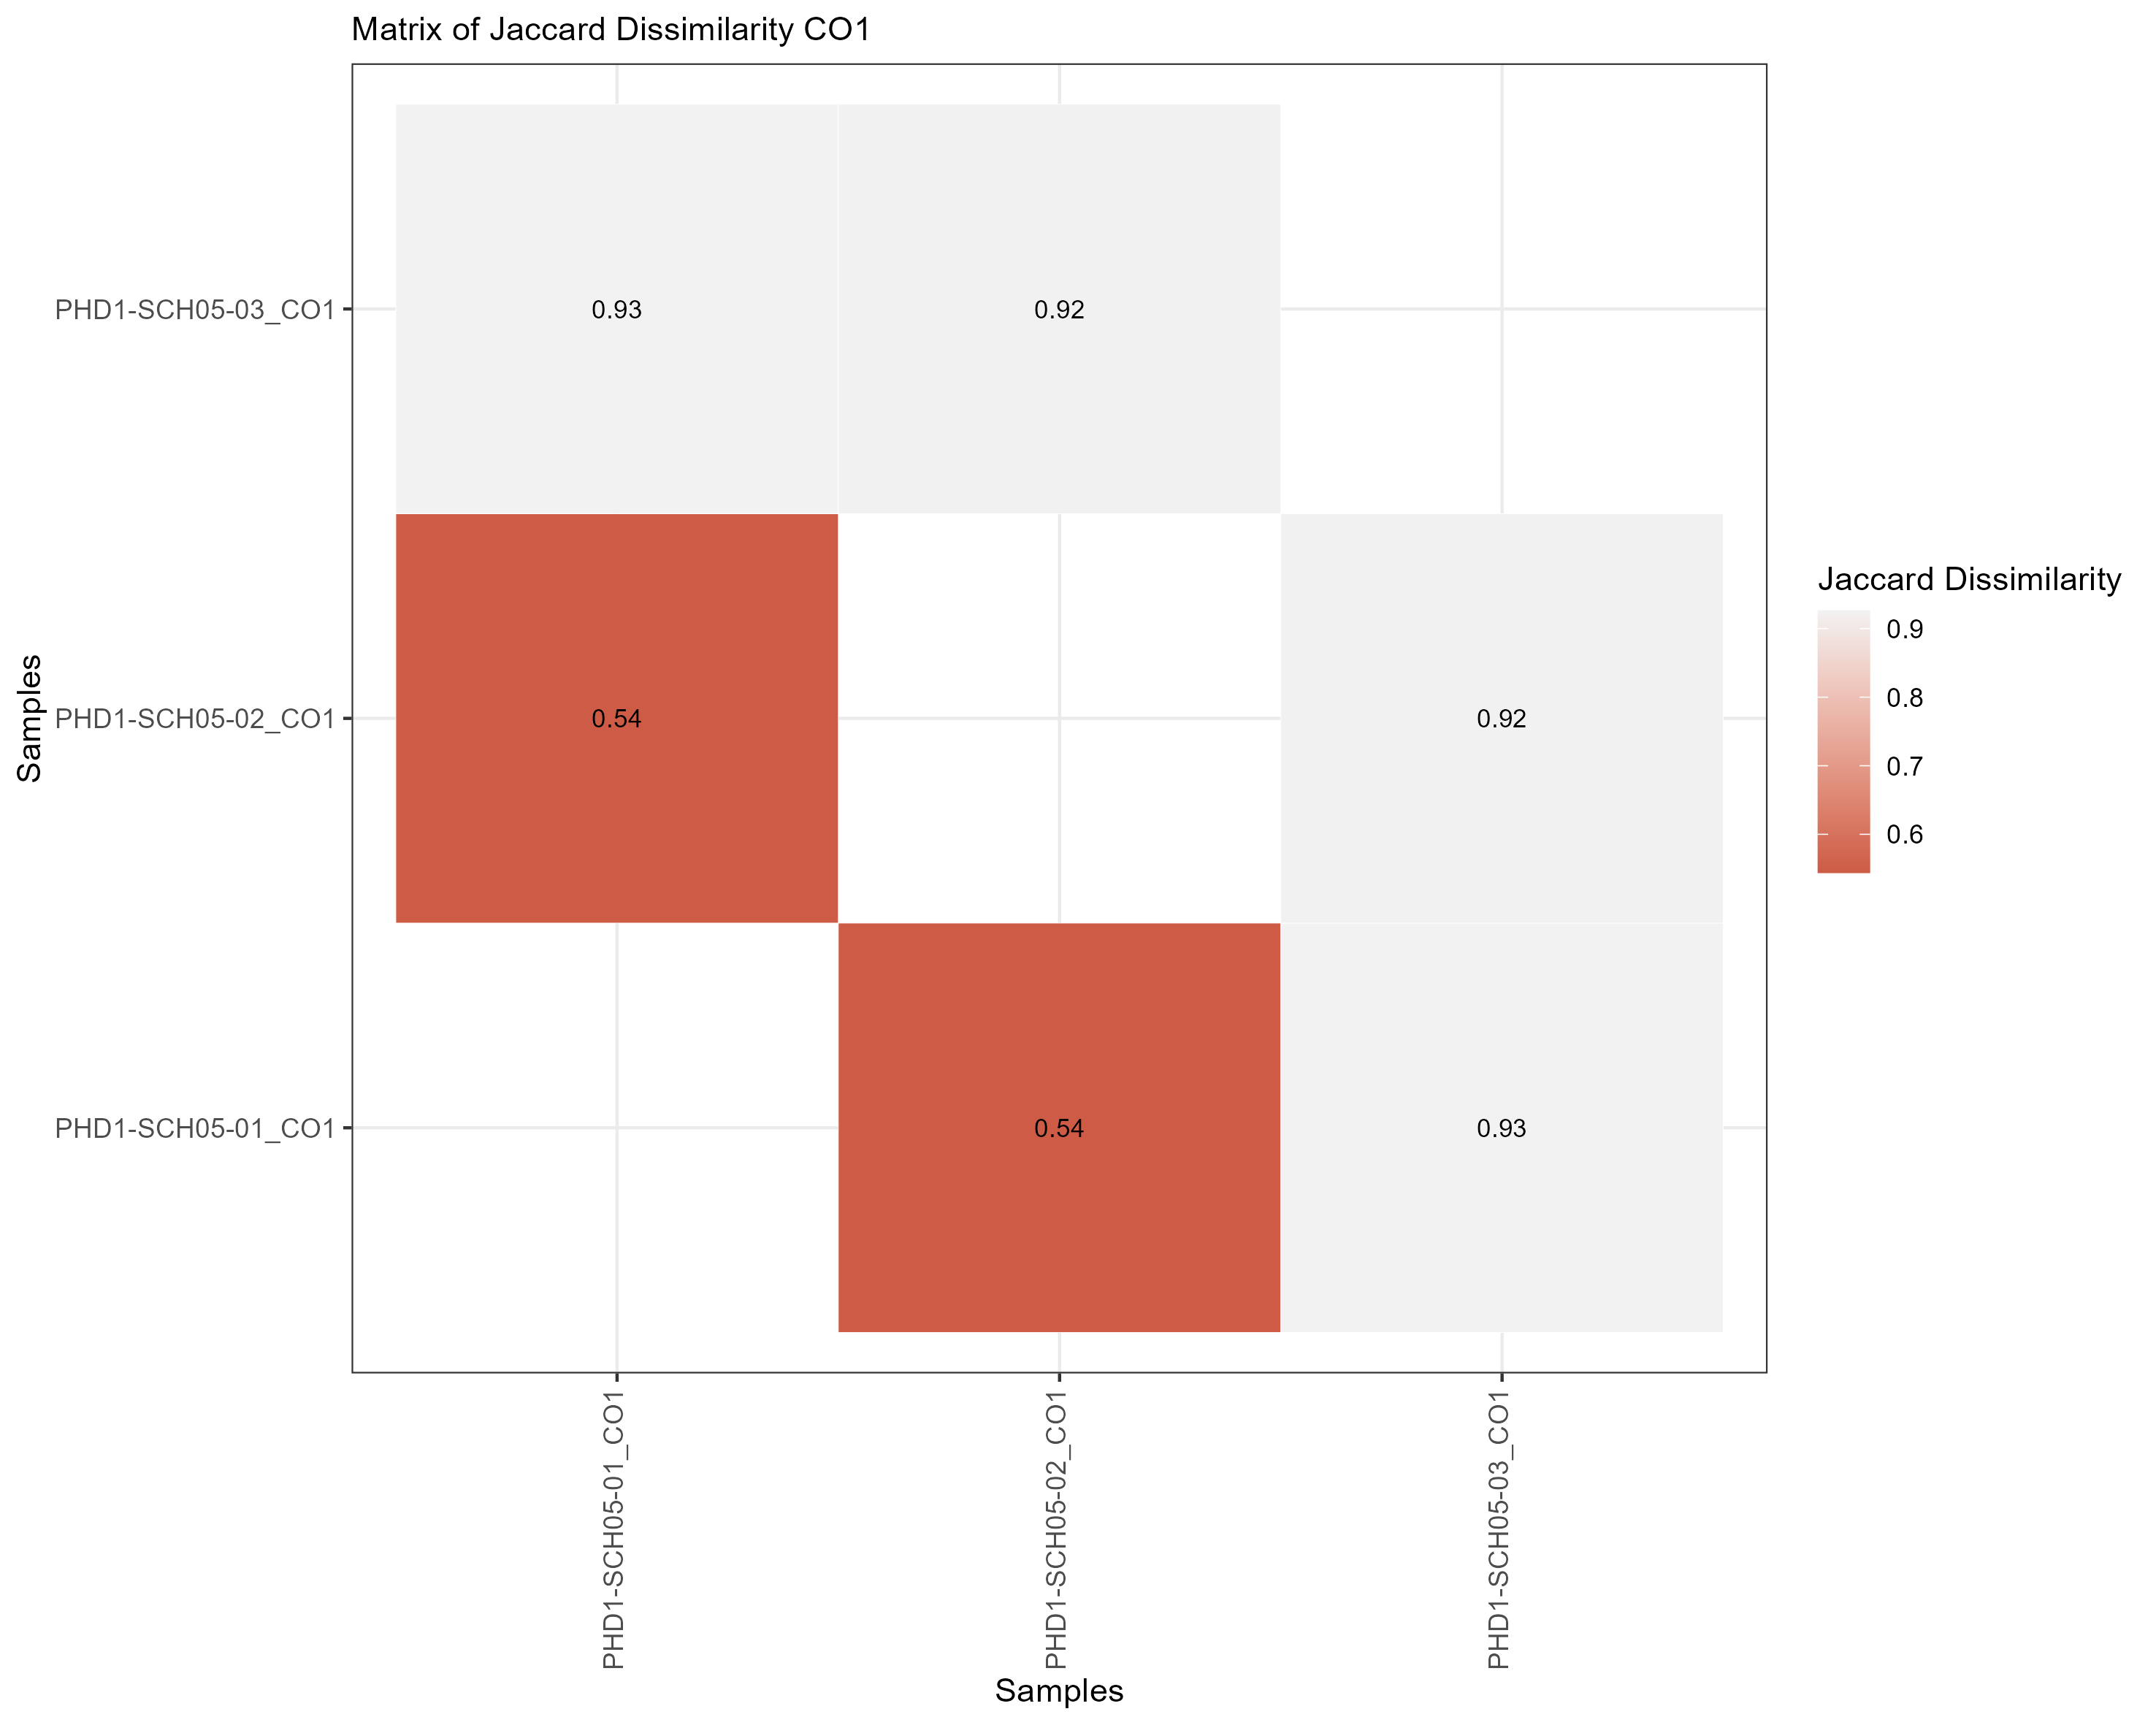 Matrix of Jaccard Dissimilarity CO1
Samples
PHD1-SCH05-03_CO1
0.93
0.92
PHD1-SCH05-02_CO1
0.54
0.92
PHD1-SCH05-01_CO1
0.54
0.93
PHD1-SCH05-01_CO1
PHD1-SCH05-02_CO1
PHD1-SCH05-03_CO1
Samples
Jaccard Dissimilarity
0.9
0.8
0.7
0.6